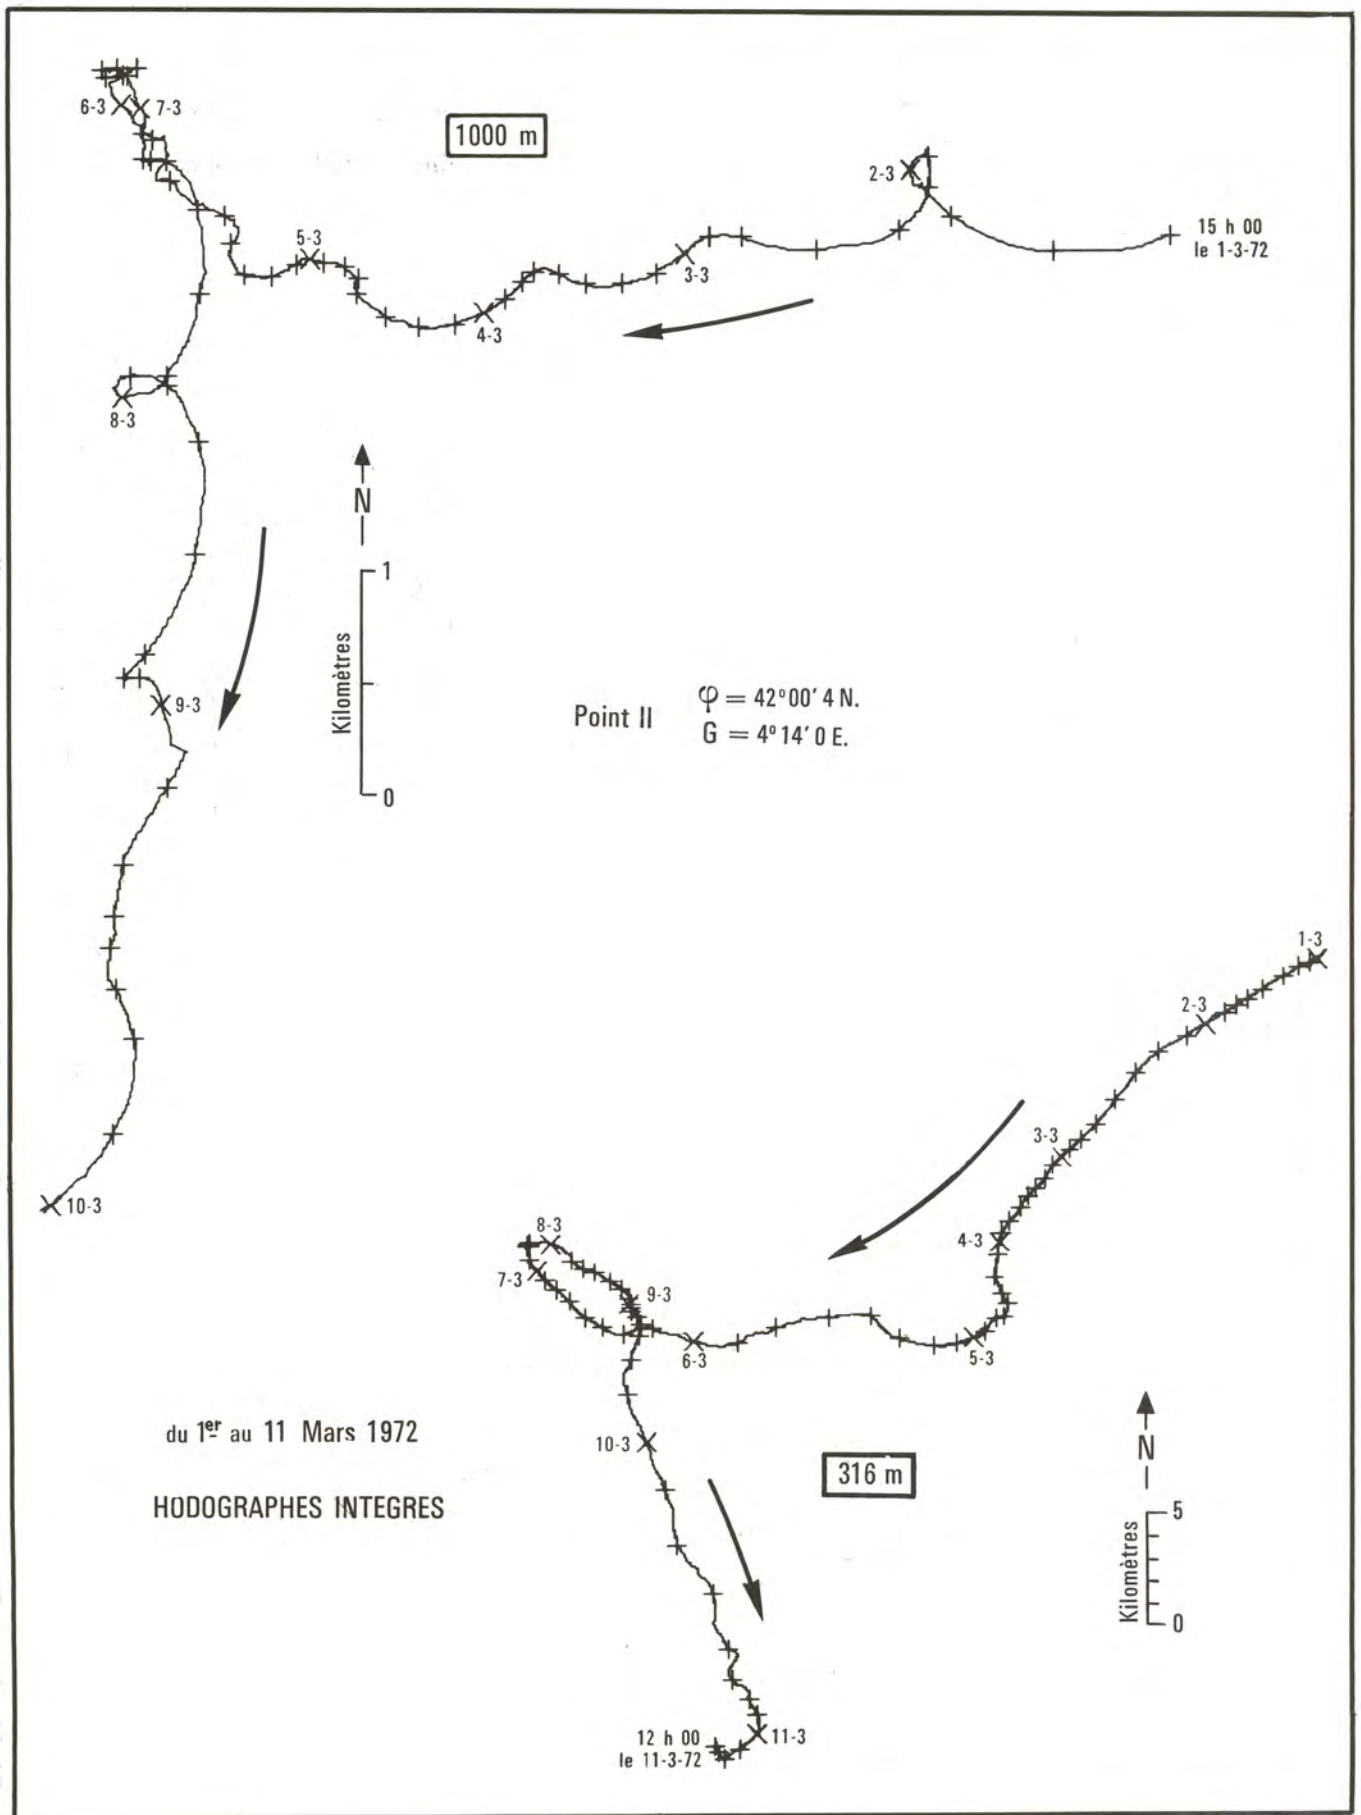 6-3
7-3
1000 m
2-3
15 h 00
le 1-3-72
5-3
3-3
4-3
8-3
N
1
Kilomètres
0
9-3
Point II
φ = 42°00' 4 N.
G = 4° 14' 0 E.
10-3
1-3
2-3
3-3
4-3
8-3
7-3
9-3
6-3
5-3
10-3
du 1er au 11 Mars 1972
HODOGRAPHES INTEGRES
316 m
N
5
Kilomètres
0
12 h 00
le 11-3-72
11-3